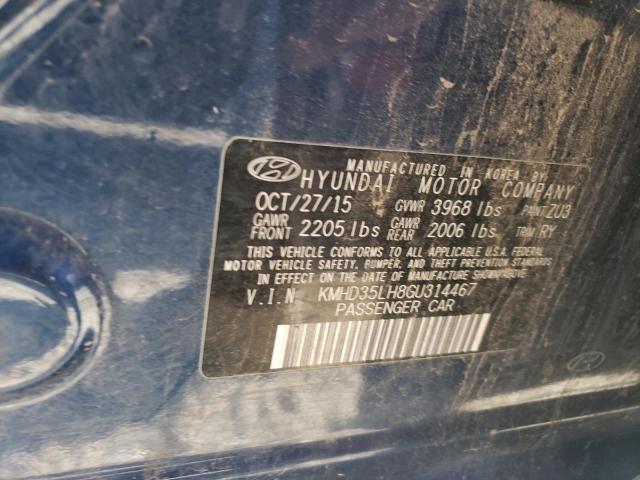 MANUFACTURED IN KOREA BY:
HYUNDAI MOTOR COMPANY
OCT/27/15 GVWR 3968 lbs PAINT ZU3
GAWR FRONT 2205 lbs GAWR REAR 2006 lbs TRIM RY
THIS VEHICLE CONFORMS TO ALL APPLICABLE U.S.A. FEDERAL
MOTOR VEHICLE SAFETY, BUMPER, AND THEFT PREVENTION STANDARDS
IN EFFECT ON THE DATE OF MANUFACTURE SHOWN ABOVE.
V.I.N KMHD35LH8GU314467
PASSENGER CAR